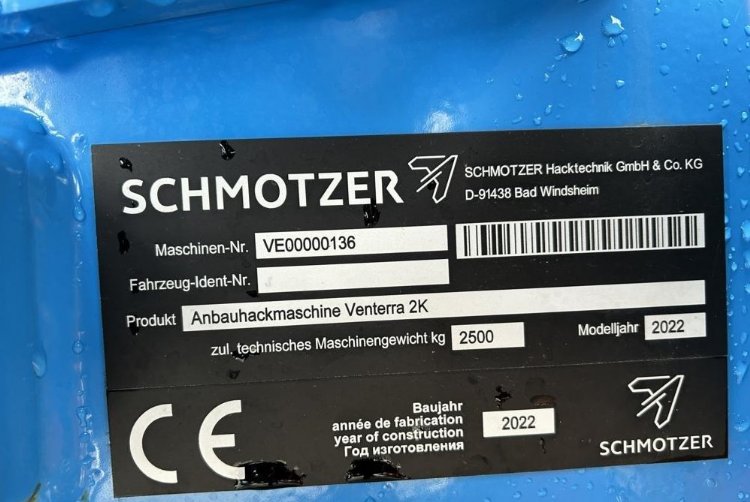 SCHMOTZER
SCHMOTZER Hacktechnik GmbH & Co. KG
D-91438 Bad Windsheim
Maschinen-Nr. VE00000136
Fahrzeug-Ident-Nr.
Produkt Anbauhackmaschine Venterra 2K
zul. technisches Maschinengewicht kg 2500 Modelljahr 2022
CE
Baujahr
année de fabrication
year of construction
Год изготовления
2022
SCHMOTZER